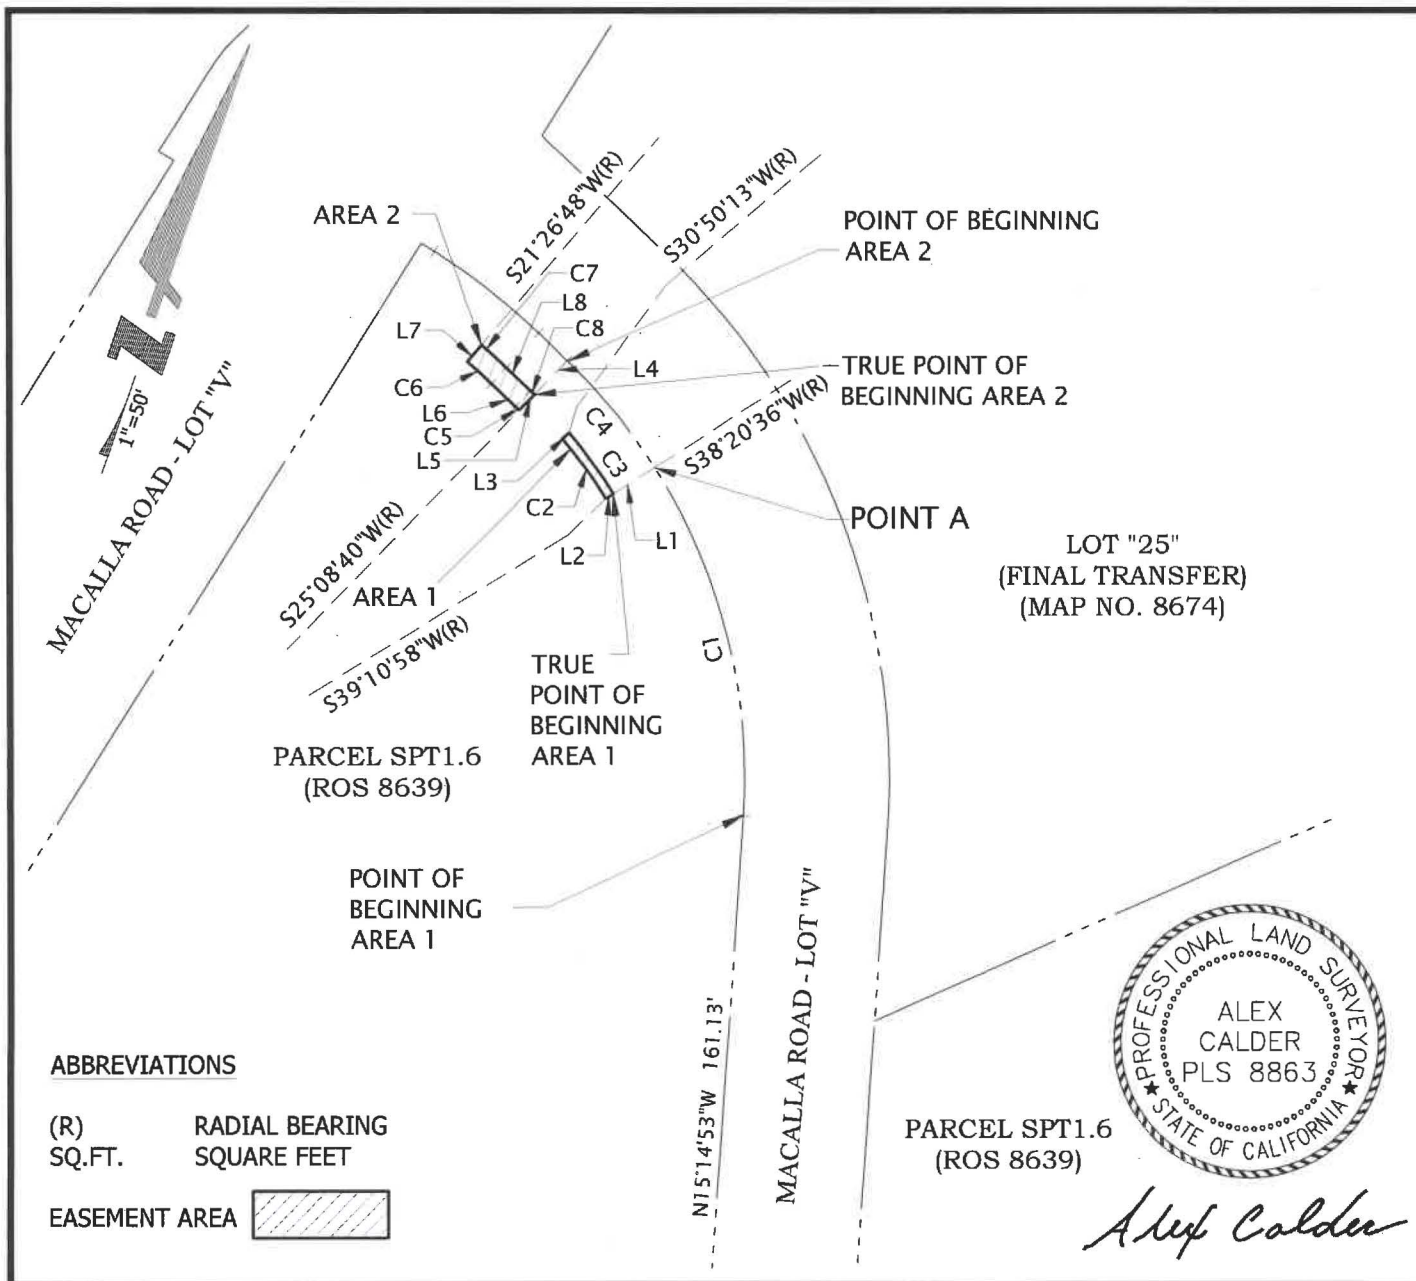 AREA 2
S21°26'48"W(R)
S30°50'13"W(R)
POINT OF BEGINNING
AREA 2
C7
L8
C8
L7
L4
TRUE POINT OF
BEGINNING AREA 2
C6
L6
C5
L5
C4
C3
S38°20'36"W(R)
L3
C2
POINT A
L2
L1
1"=50'
MACALLA ROAD - LOT "V"
S25°08'40"W(R)
AREA 1
S39°10'58"W(R)
LOT "25"
(FINAL TRANSFER)
(MAP NO. 8674)
C1
TRUE
POINT OF
BEGINNING
AREA 1
PARCEL SPT1.6
(ROS 8639)
POINT OF
BEGINNING
AREA 1
N15°14'53"W 161.13'
MACALLA ROAD - LOT "V"
PARCEL SPT1.6
(ROS 8639)
PROFESSIONAL LAND SURVEYOR
ALEX
CALDER
PLS 8863
STATE OF CALIFORNIA
Alex Calder
ABBREVIATIONS
(R) RADIAL BEARING
SQ.FT. SQUARE FEET
EASEMENT AREA